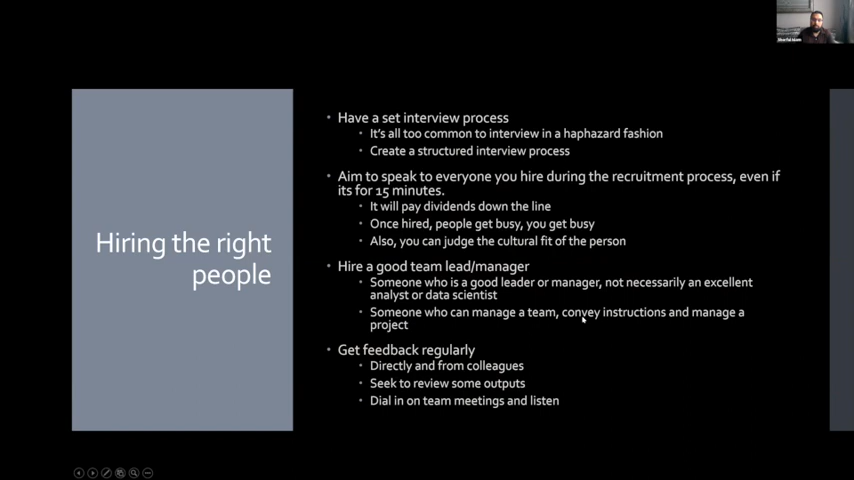 Hiring the right
people
Have a set interview process
It's all too common to interview in a haphazard fashion
Create a structured interview process
Aim to speak to everyone you hire during the recruitment process, even if
its for 15 minutes.
It will pay dividends down the line
Once hired, people get busy, you get busy
Also, you can judge the cultural fit of the person
Hire a good team lead/manager
Someone who is a good leader or manager, not necessarily an excellent
analyst or data scientist
Someone who can manage a team, convey instructions and manage a
project
Get feedback regularly
Directly and from colleagues
Seek to review some outputs
Dial in on team meetings and listen